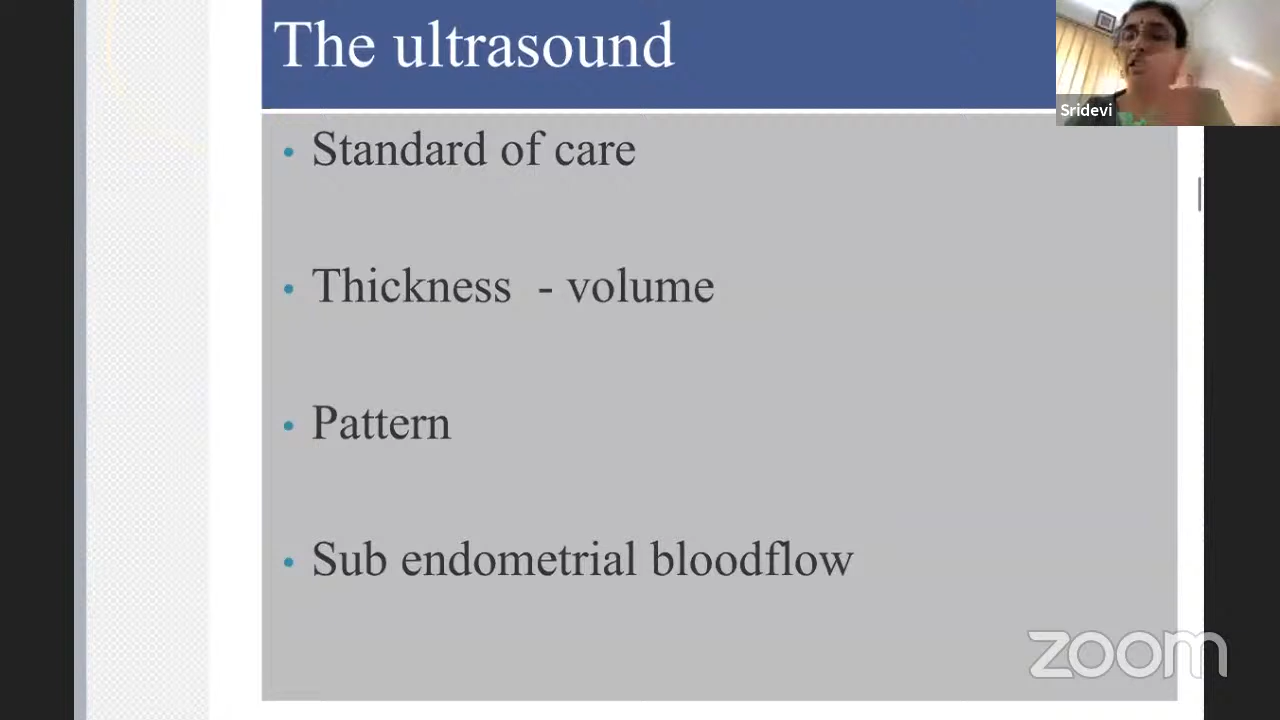 The ultrasound
Sridevi
• Standard of care
• Thickness - volume
• Pattern
• Sub endometrial bloodflow
zoom